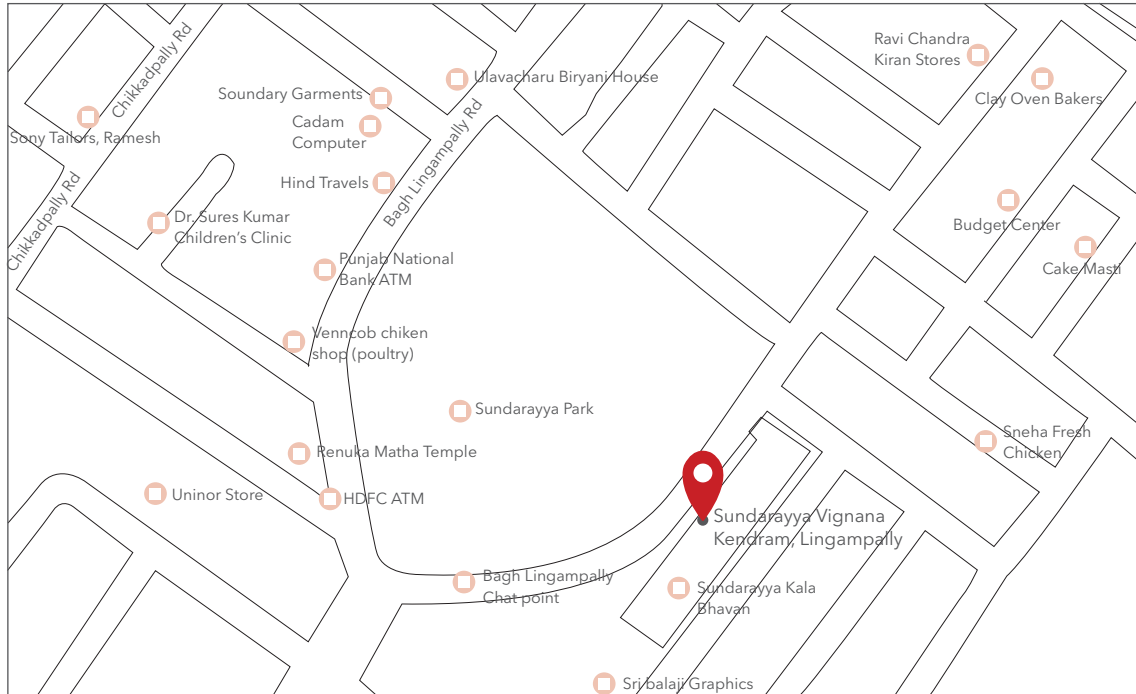 Ravi Chandra
Kiran Stores
Chikkadpally Rd
Ulavacharu Biryani House
Soundary Garments
Clay Oven Bakers
Cadam
Computer
Sony Tailors, Ramesh
Bagh Lingampally Rd
Hind Travels
Chikkadpally Rd
Dr. Sures Kumar
Children's Clinic
Budget Center
Punjab National
Bank ATM
Cake Masti
Venncob chiken
shop (poultry)
Sundarayya Park
Sneha Fresh
Chicken
Renuka Matha Temple
Uninor Store
HDFC ATM
Sundarayya Vignana
Kendram, Lingampally
Bagh Lingampally
Chat point
Sundarayya Kala
Bhavan
Sri balaji Graphics